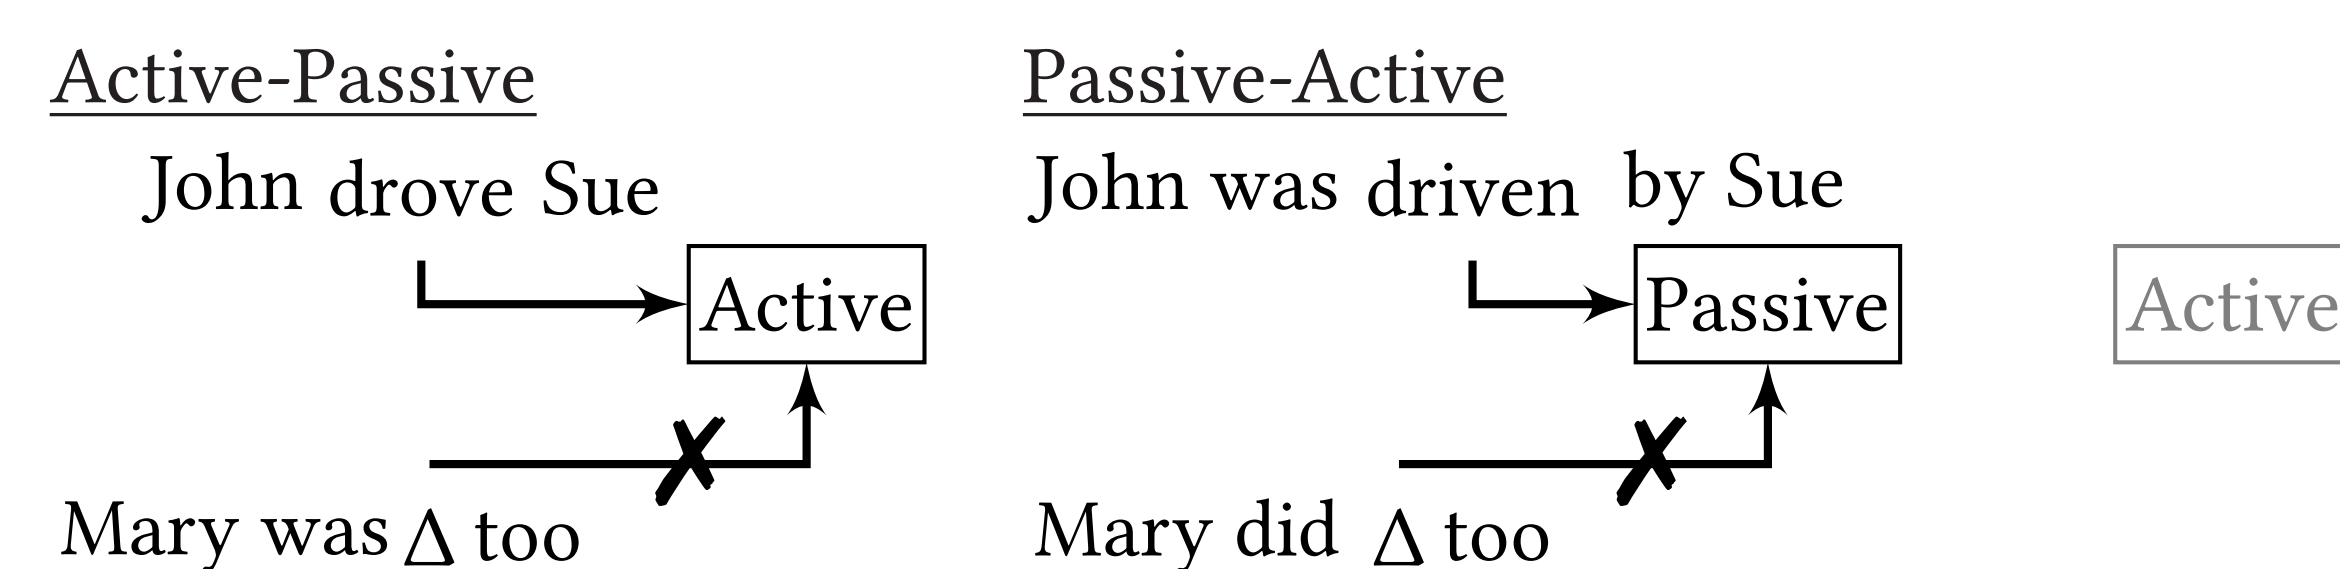 Active-Passive
John drove Sue
Active
Mary was Δ too
Passive-Active
John was driven by Sue
Passive
Mary did Δ too
Active